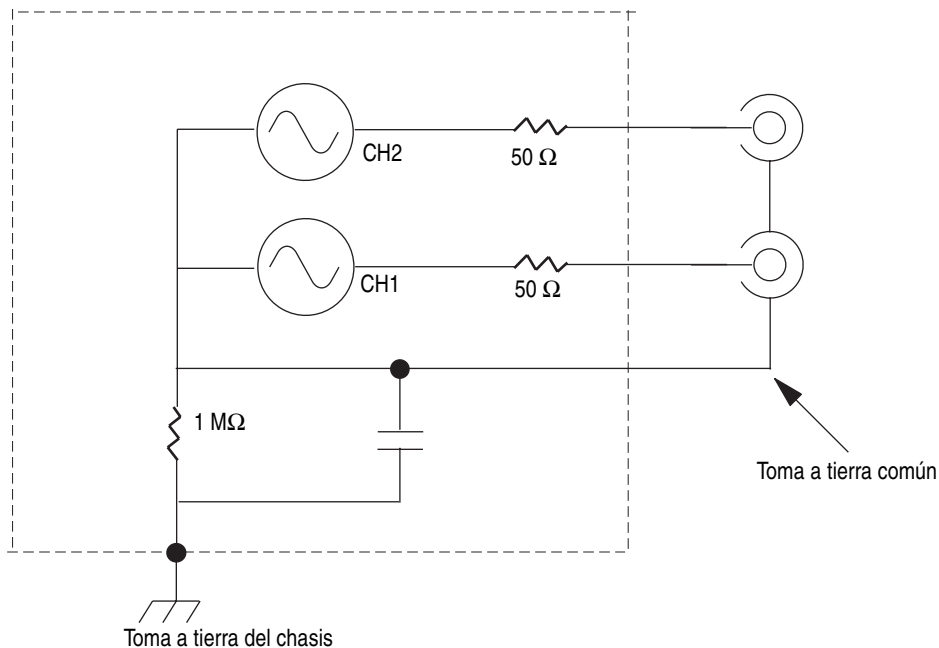 CH2
50 Ω
CH1
50 Ω
1 MΩ
Toma a tierra común
Toma a tierra del chasis